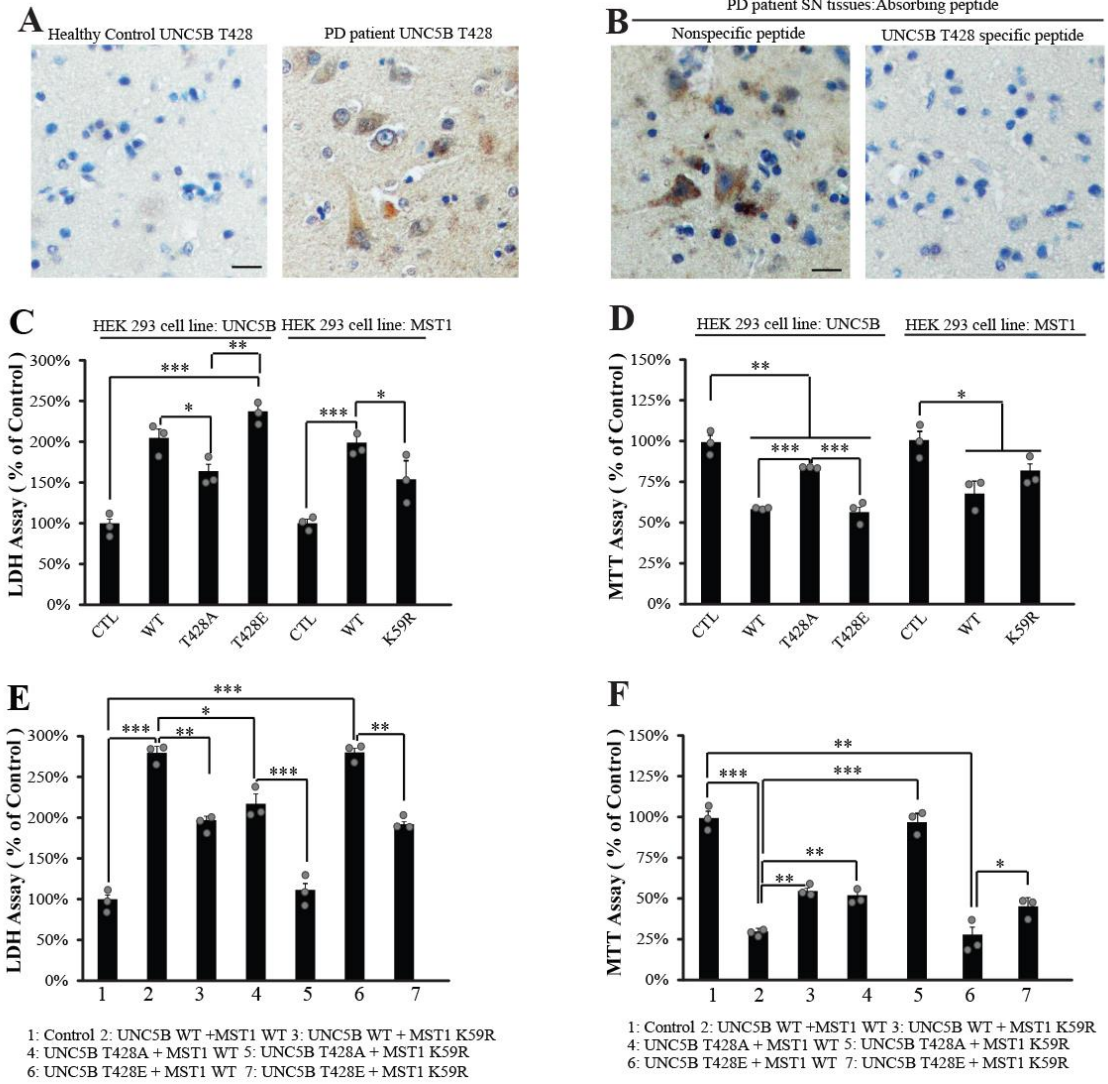 PD patient SN tissues:Absorbing peptide
A
Healthy Control UNC5B T428
PD patient UNC5B T428
B
Nonspecific peptide
UNC5B T428 specific peptide
C
HEK 293 cell line: UNC5B
HEK 293 cell line: MST1
LDH Assay ( % of Control )
300%
250%
200%
150%
100%
50%
0%
***
**
*
***
*
CTL
WT
T428A
T428E
CTL
WT
K59R
D
HEK 293 cell line: UNC5B
HEK 293 cell line: MST1
MTT Assay ( % of Control )
150%
125%
100%
75%
50%
25%
0%
**
***
***
*
CTL
WT
T428A
T428E
CTL
WT
K59R
E
LDH Assay ( % of Control )
300%
250%
200%
150%
100%
50%
0%
***
*
***
**
***
**
1 2 3 4 5 6 7
1: Control 2: UNC5B WT +MST1 WT 3: UNC5B WT + MST1 K59R
4: UNC5B T428A + MST1 WT 5: UNC5B T428A + MST1 K59R
6: UNC5B T428E + MST1 WT 7: UNC5B T428E + MST1 K59R
F
MTT Assay ( % of Control )
150%
125%
100%
75%
50%
25%
0%
**
***
***
**
**
*
1 2 3 4 5 6 7
1: Control 2: UNC5B WT +MST1 WT 3: UNC5B WT + MST1 K59R
4: UNC5B T428A + MST1 WT 5: UNC5B T428A + MST1 K59R
6: UNC5B T428E + MST1 WT 7: UNC5B T428E + MST1 K59R